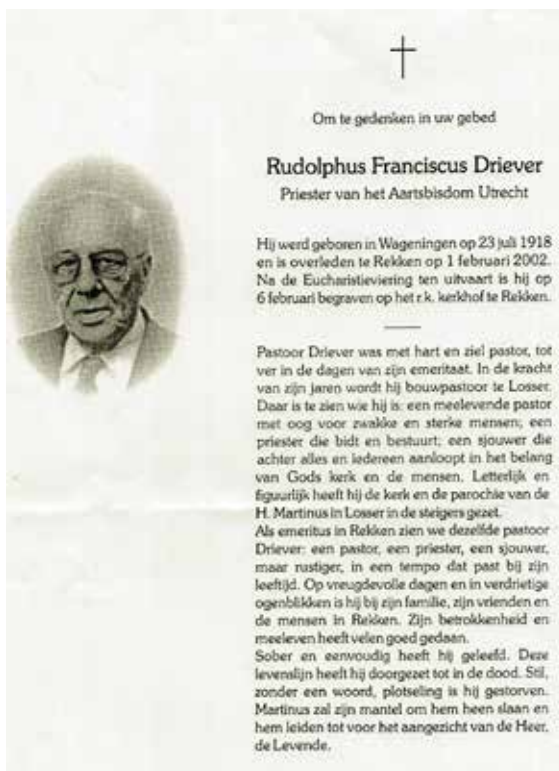 Om te gedenken in uw gebed
Rudolphus Franciscus Driever
Priester van het Aartsbisdom Utrecht
Hij werd geboren in Wageningen op 23 juli 1918
en is overleden te Rekken op 1 februari 2002.
Na de Eucharistieviering ten uitvaart is hij op
6 februari begraven op het r.k. kerkhof te Rekken.
Pastoor Driever was met hart en ziel pastor, tot
ver in de dagen van zijn emeritaat. In de kracht
van zijn jaren wordt hij bouwpastoor te Losser.
Daar is te zien wie hij is: een meelevende pastor
met oog voor zwakke en sterke mensen; een
priester die bidt en bestuurt; een sjouwer die
achter alles en iedereen aanloopt in het belang
van Gods kerk en de mensen. Letterlijk en
figuurlijk heeft hij de kerk en de parochie van de
H. Martinus in Losser in de steigers gezet.
Als emeritus in Rekken zien we dezelfde pastoor
Driever: een pastor, een priester, een sjouwer,
maar rustiger, in een tempo dat past bij zijn
leeftijd. Op vreugdevolle dagen en in verdrietige
ogenblikken is hij bij zijn familie, zijn vrienden en
de mensen in Rekken. Zijn betrokkenheid en
meeleven heeft velen goed gedaan.
Sober en eenvoudig heeft hij geleefd. Deze
levenslijn heeft hij doorgezet tot in de dood. Stil,
zonder een woord, plotseling is hij gestorven.
Martinus zal zijn mantel om hem heen slaan en
hem leiden tot voor het aangezicht van de Heer,
de Levende.